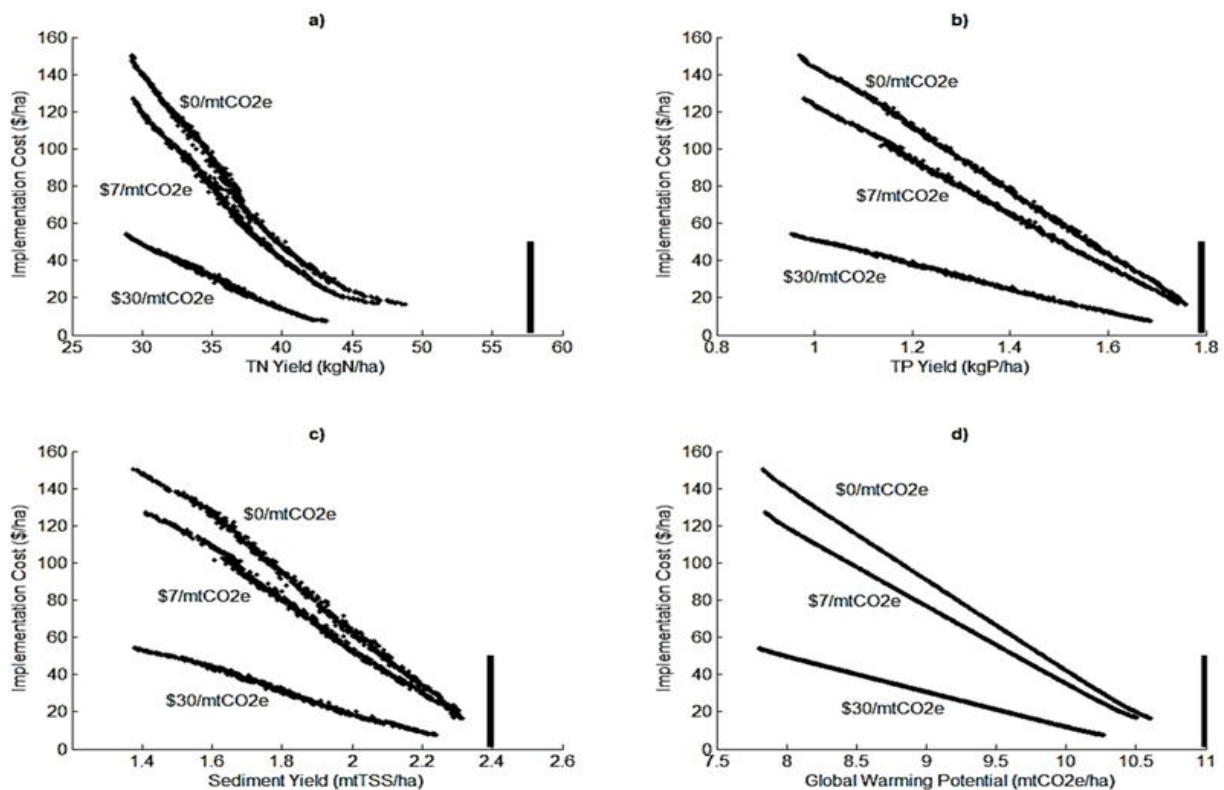 a)
160
140
120
100
80
60
40
20
0
Implementation Cost ($/ha)
$0/mtCO2e
$7/mtCO2e
$30/mtCO2e
25 30 35 40 45 50 55 60
TN Yield (kgN/ha)
b)
160
140
120
100
80
60
40
20
0
Implementation Cost ($/ha)
$0/mtCO2e
$7/mtCO2e
$30/mtCO2e
0.8 1 1.2 1.4 1.6 1.8
TP Yield (kgP/ha)
c)
160
140
120
100
80
60
40
20
0
Implementation Cost ($/ha)
$0/mtCO2e
$7/mtCO2e
$30/mtCO2e
1.4 1.6 1.8 2 2.2 2.4 2.6
Sediment Yield (mtTSS/ha)
d)
160
140
120
100
80
60
40
20
0
Implementation Cost ($/ha)
$0/mtCO2e
$7/mtCO2e
$30/mtCO2e
7.5 8 8.5 9 9.5 10 10.5 11
Global Warming Potential (mtCO2e/ha)